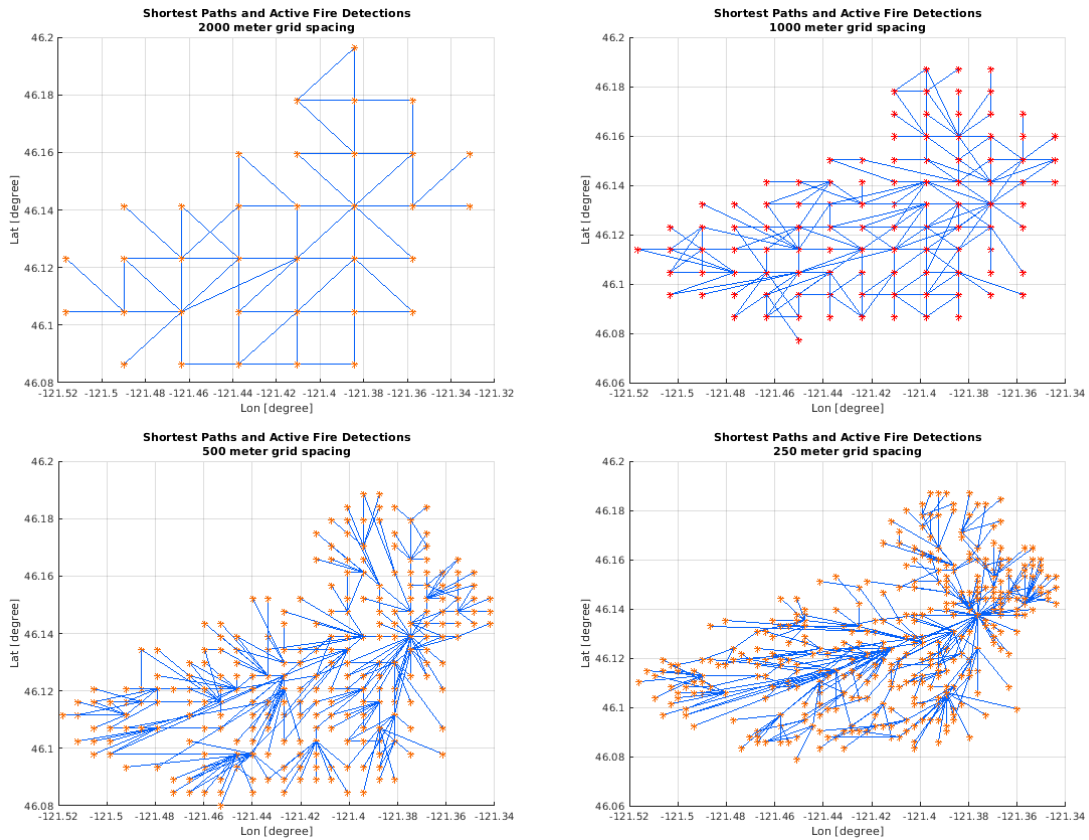 Shortest Paths and Active Fire Detections
2000 meter grid spacing
46.2
46.18
46.16
46.14
46.12
46.1
46.08
Lat [degree]
-121.52 -121.5 -121.48 -121.46 -121.44 -121.42 -121.4 -121.38 -121.36 -121.34 -121.32
Lon [degree]
Shortest Paths and Active Fire Detections
1000 meter grid spacing
46.2
46.18
46.16
46.14
46.12
46.1
46.08
46.06
Lat [degree]
-121.52 -121.5 -121.48 -121.46 -121.44 -121.42 -121.4 -121.38 -121.36 -121.34
Lon [degree]
Shortest Paths and Active Fire Detections
500 meter grid spacing
46.2
46.18
46.16
46.14
46.12
46.1
46.08
Lat [degree]
-121.52 -121.5 -121.48 -121.46 -121.44 -121.42 -121.4 -121.38 -121.36 -121.34
Lon [degree]
Shortest Paths and Active Fire Detections
250 meter grid spacing
46.2
46.18
46.16
46.14
46.12
46.1
46.08
46.06
Lat [degree]
-121.52 -121.5 -121.48 -121.46 -121.44 -121.42 -121.4 -121.38 -121.36 -121.34
Lon [degree]